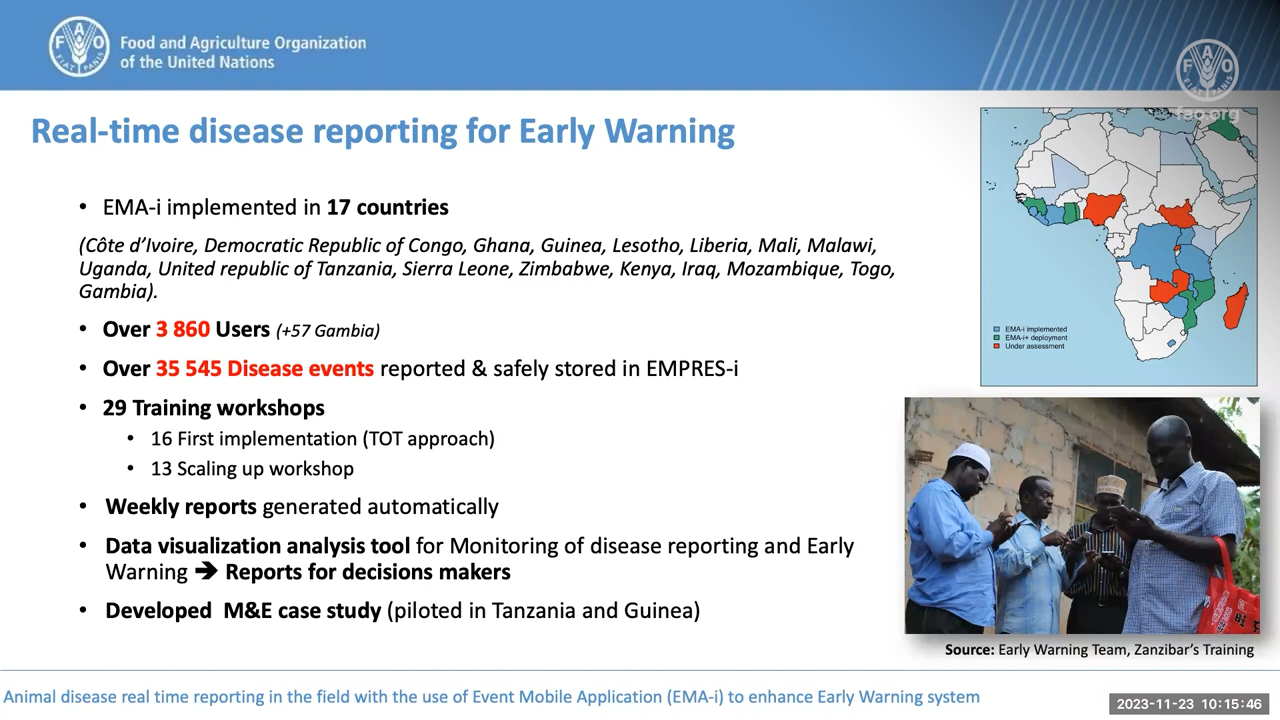 Food and Agriculture Organization
of the United Nations
FAO
FIAT PANIS
fao.org
Real-time disease reporting for Early Warning
• EMA-i implemented in 17 countries
(Côte d’Ivoire, Democratic Republic of Congo, Ghana, Guinea, Lesotho, Liberia, Mali, Malawi,
Uganda, United republic of Tanzania, Sierra Leone, Zimbabwe, Kenya, Iraq, Mozambique, Togo,
Gambia).
• Over 3 860 Users (+57 Gambia)
• Over 35 545 Disease events reported & safely stored in EMPRES-i
• 29 Training workshops
• 16 First implementation (TOT approach)
• 13 Scaling up workshop
• Weekly reports generated automatically
• Data visualization analysis tool for Monitoring of disease reporting and Early
Warning ➔ Reports for decisions makers
• Developed M&E case study (piloted in Tanzania and Guinea)
EMA-i implemented
EMA-i+ deployment
Under assessment
Source: Early Warning Team, Zanzibar’s Training
Animal disease real time reporting in the field with the use of Event Mobile Application (EMA-i) to enhance Early Warning system
2023-11-23 10:15:46